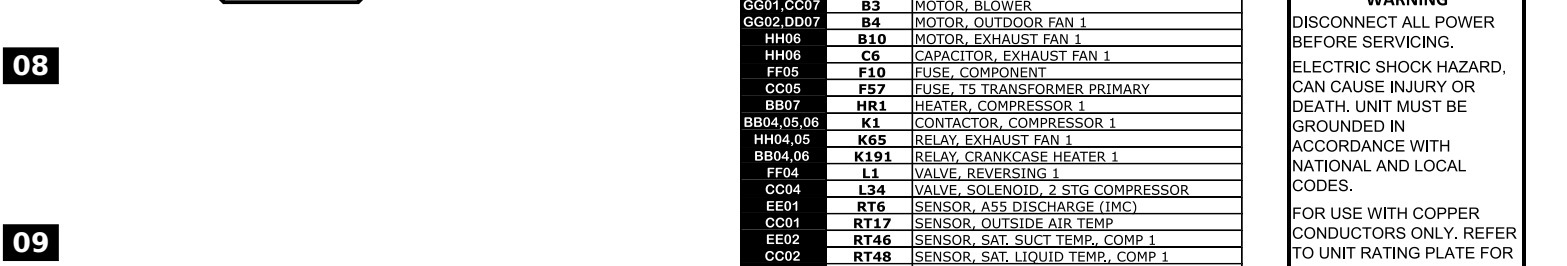 08
09
GG01,CC07 B3 MOTOR, BLOWER
GG02,DD07 B4 MOTOR, OUTDOOR FAN 1
HH06 B10 MOTOR, EXHAUST FAN 1
HH06 C6 CAPACITOR, EXHAUST FAN 1
FF05 F10 FUSE, COMPONENT
CC05 F57 FUSE, T5 TRANSFORMER PRIMARY
BB07 HR1 HEATER, COMPRESSOR 1
BB04,05,06 K1 CONTACTOR, COMPRESSOR 1
HH04,05 K65 RELAY, EXHAUST FAN 1
BB04,06 K191 RELAY, CRANKCASE HEATER 1
FF04 L1 VALVE, REVERSING 1
CC04 L34 VALVE, SOLENOID, 2 STG COMPRESSOR
EE01 RT6 SENSOR, A55 DISCHARGE (IMC)
CC01 RT17 SENSOR, OUTSIDE AIR TEMP
EE02 RT46 SENSOR, SAT. SUCT TEMP., COMP 1
CC02 RT48 SENSOR, SAT. LIQUID TEMP., COMP 1
WARNING
DISCONNECT ALL POWER
BEFORE SERVICING.
ELECTRIC SHOCK HAZARD,
CAN CAUSE INJURY OR
DEATH. UNIT MUST BE
GROUNDED IN
ACCORDANCE WITH
NATIONAL AND LOCAL
CODES.
FOR USE WITH COPPER
CONDUCTORS ONLY. REFER
TO UNIT RATING PLATE FOR